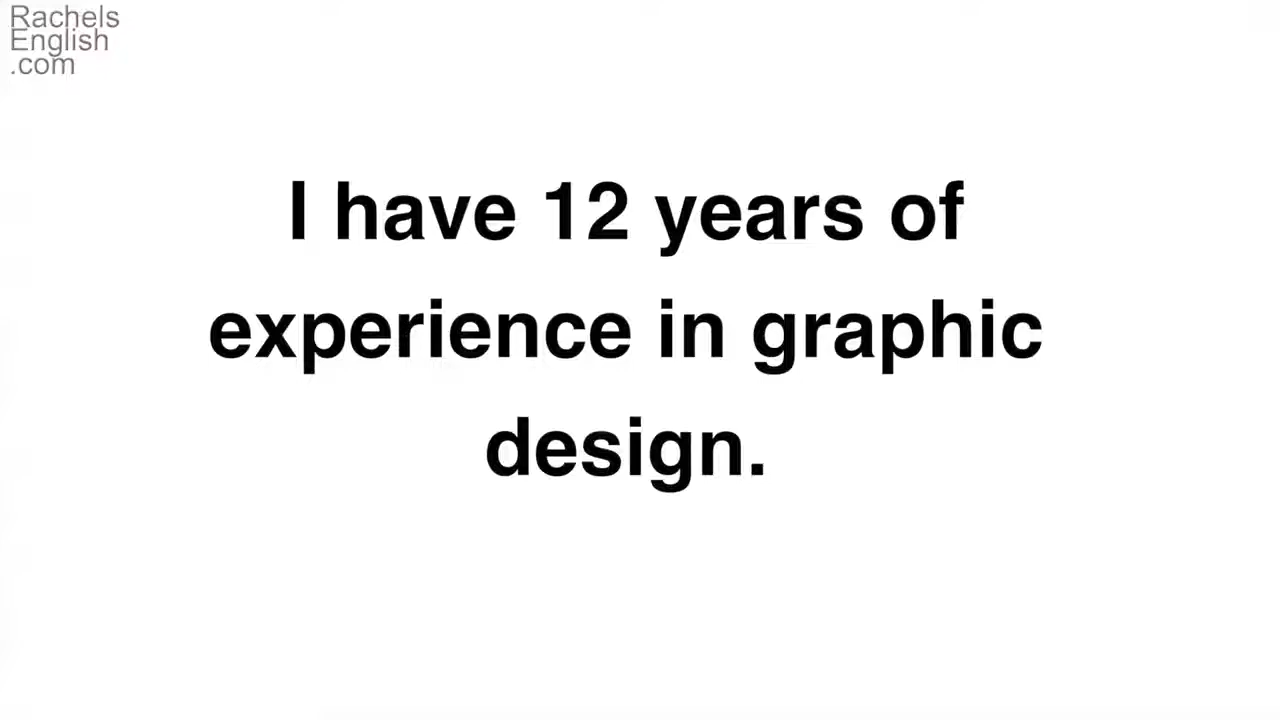 Rachels
English
.com
I have 12 years of
experience in graphic
design.